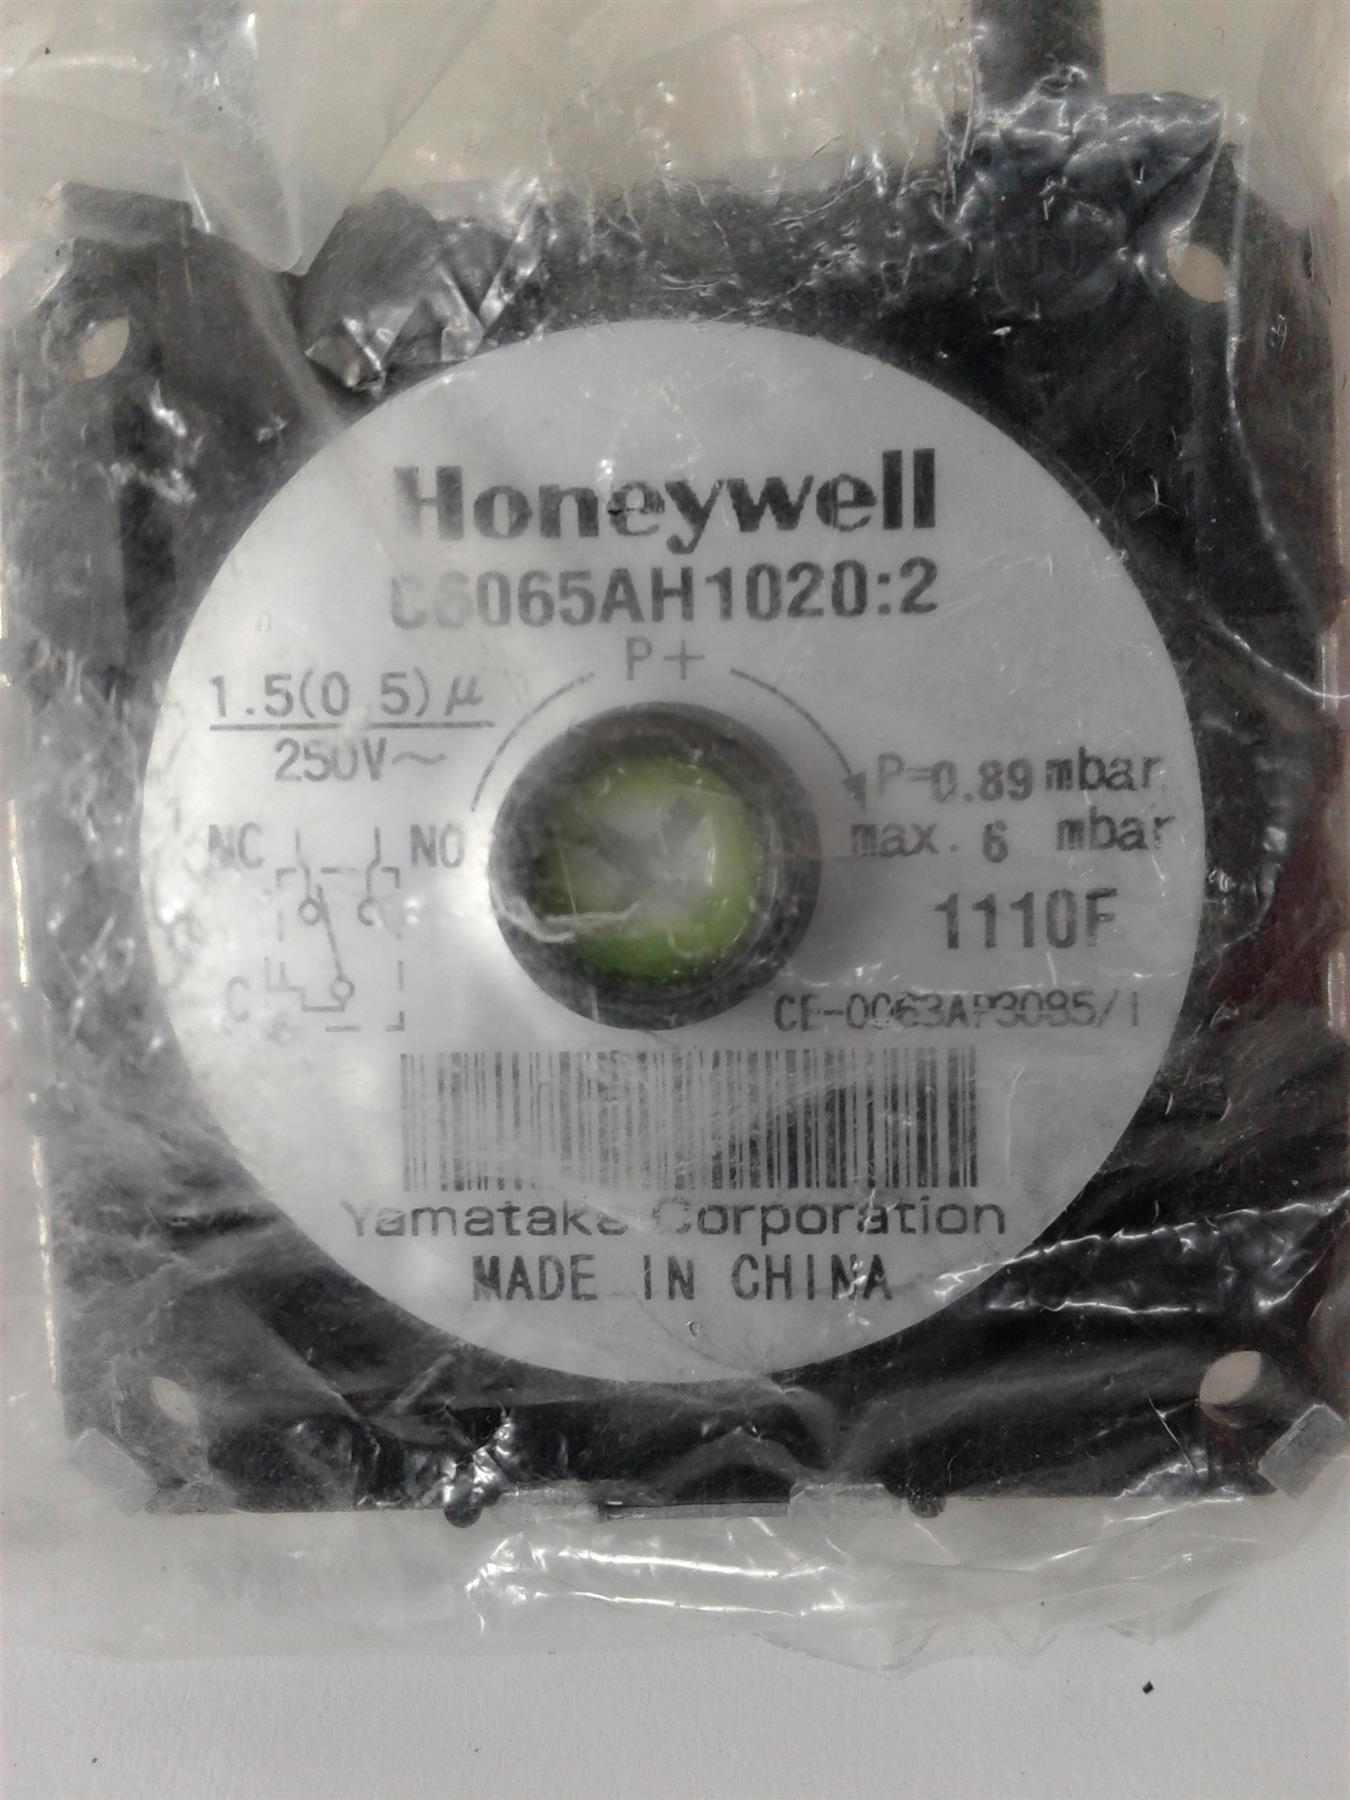 Honeywell
C6065AH1020:2
P+
1.5(0.5)μ
250V~
P=0.89 mbar
max. 6 mbar
NC NO
1110F
C
CE-0063AP3085/1
Yamatake Corporation
MADE IN CHINA